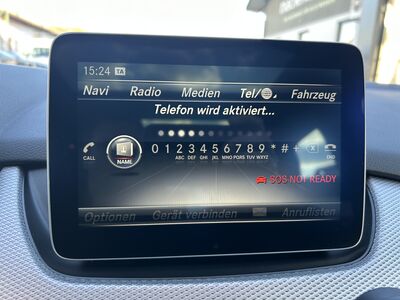 15:24 TA
Navi Radio Medien Tel/ Fahrzeug
Telefon wird aktiviert...
CALL NAME 0 1 2 3 4 5 6 7 8 9 * # + END
ABC DEF GHI JKL MNO PQR TUV WXYZ
SOS NOT READY
Optionen Gerät verbinden Anruflisten